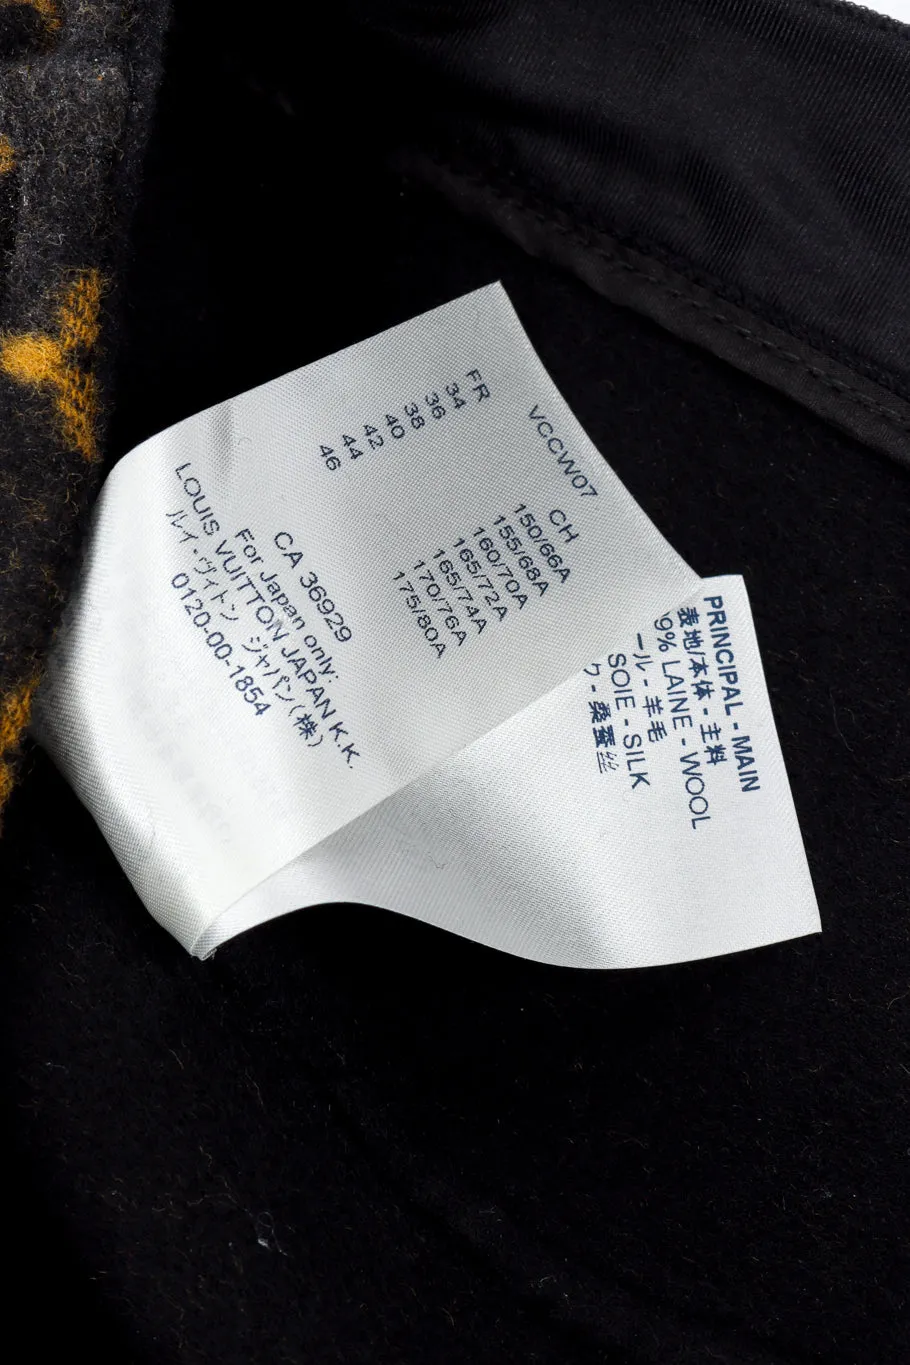 VCCW07
FR CH
34 150/66A
36 155/68A
38 160/70A
40 165/72A
42 165/74A
44 170/76A
46 175/80A
CA 36929
For Japan only:
LOUIS VUITTON JAPAN K.K.
ルイ・ヴィトン ジャパン(株)
0120-00-1854
PRINCIPAL - MAIN
表地/本体 - 主料
9% LAINE - WOOL
ール - 羊毛
SOIE - SILK
ク - 桑蚕丝